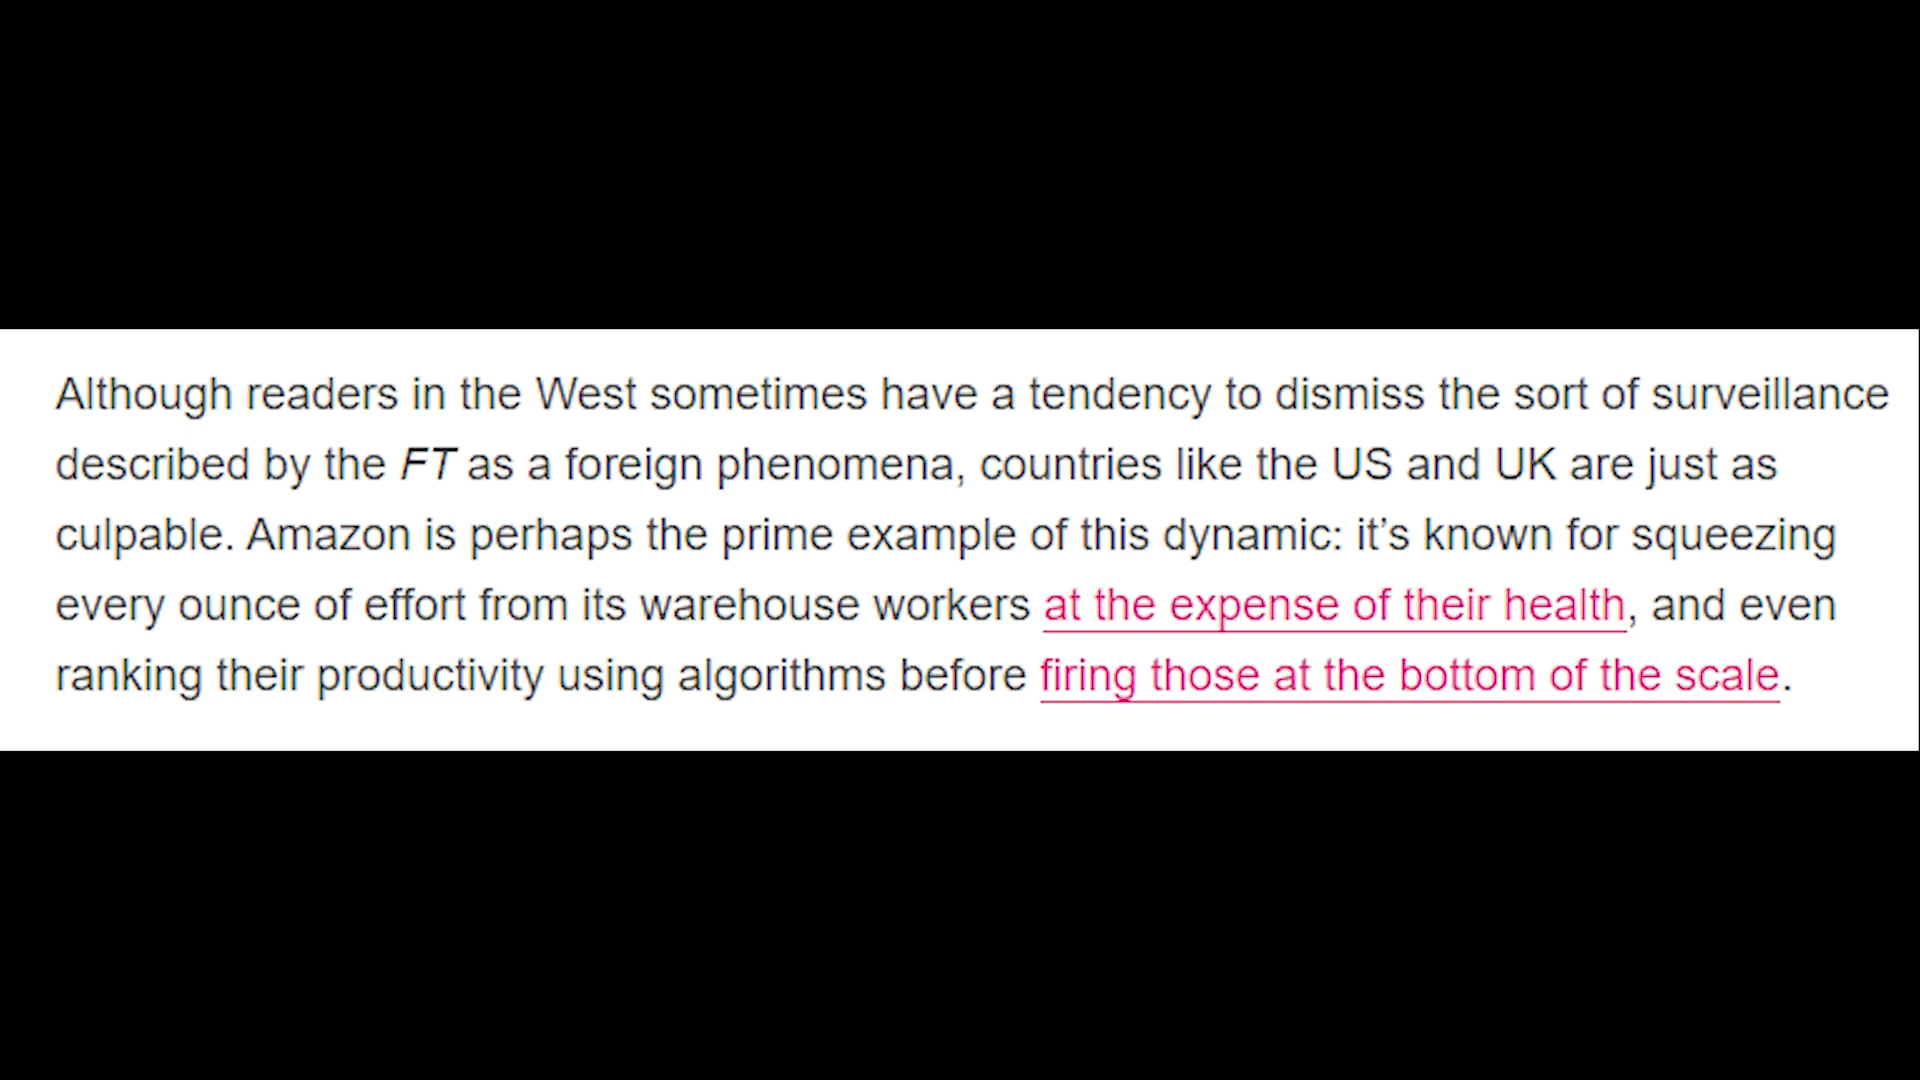 Although readers in the West sometimes have a tendency to dismiss the sort of surveillance
described by the FT as a foreign phenomena, countries like the US and UK are just as
culpable. Amazon is perhaps the prime example of this dynamic: it’s known for squeezing
every ounce of effort from its warehouse workers at the expense of their health, and even
ranking their productivity using algorithms before firing those at the bottom of the scale.